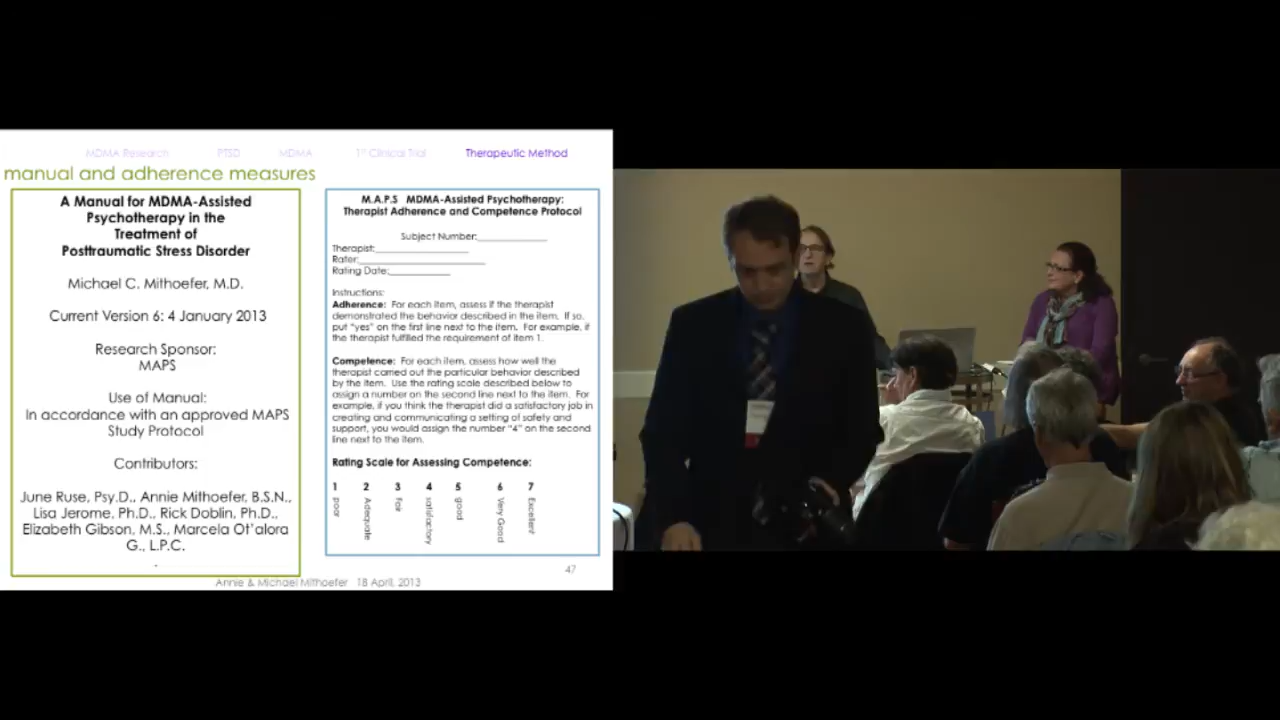 MDMA Research PTSD MDMA 1st Clinical Trial Therapeutic Method
manual and adherence measures
A Manual for MDMA-Assisted
Psychotherapy in the
Treatment of
Posttraumatic Stress Disorder
Michael C. Mithoefer, M.D.
Current Version 6: 4 January 2013
Research Sponsor:
MAPS
Use of Manual:
In accordance with an approved MAPS
Study Protocol
Contributors:
June Ruse, Psy.D., Annie Mithoefer, B.S.N.,
Lisa Jerome, Ph.D., Rick Doblin, Ph.D.,
Elizabeth Gibson, M.S., Marcela Ot'alora
G., L.P.C.
.
M.A.P.S MDMA-Assisted Psychotherapy:
Therapist Adherence and Competence Protocol
Subject Number:______________
Therapist:____________________
Rater:___________________________
Rating Date:_____________
Instructions:
Adherence: For each item, assess if the therapist
demonstrated the behavior described in the item. If so,
put "yes" on the first line next to the item. For example, if
the therapist fulfilled the requirement of item 1.
Competence: For each item, assess how well the
therapist carried out the particular behavior described
by the item. Use the rating scale described below to
assign a number on the second line next to the item. For
example, if you think the therapist did a satisfactory job in
creating and communicating a setting of safety and
support, you would assign the number "4" on the second
line next to the item.
Rating Scale for Assessing Competence:
1 2 3 4 5 6 7
poor Adequate Fair satisfactory good Very Good Excellent
47
Annie & Michael Mithoefer 18 April, 2013